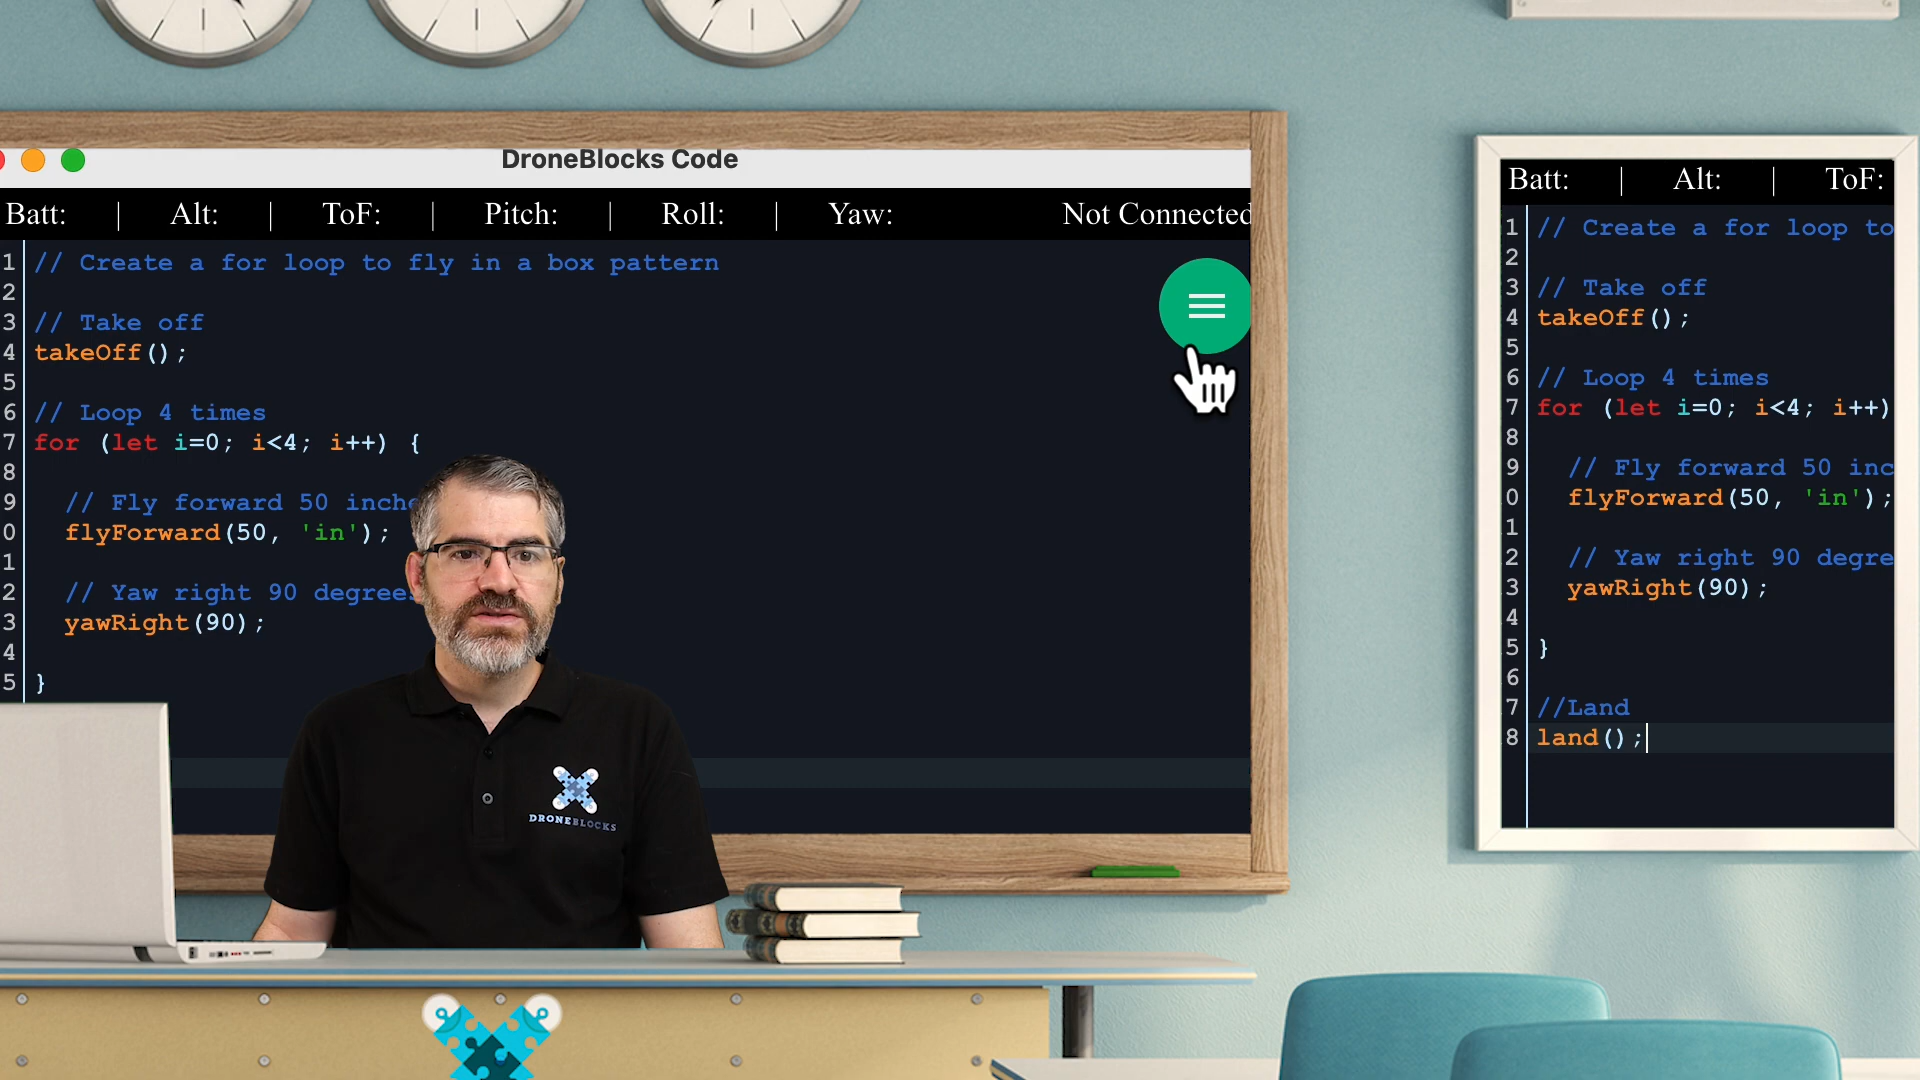 DroneBlocks Code
Batt: | Alt: | ToF: | Pitch: | Roll: | Yaw: Not Connected
1 // Create a for loop to fly in a box pattern
2
3 // Take off
4 takeOff();
5
6 // Loop 4 times
7 for (let i=0; i<4; i++) {
8
9 // Fly forward 50
0 flyForward(50, 'in');
1
2 // Yaw right 90
3 yawRight(90);
4
5 }
DRONEBLOCKS
Batt: | Alt: | ToF:
1 // Create a for loop to
2
3 // Take off
4 takeOff();
5
6 // Loop 4 times
7 for (let i=0; i<4; i++)
8
9 // Fly forward 50
0 flyForward(50, 'in');
1
2 // Yaw right 90
3 yawRight(90);
4
5 }
6
7 //Land
8 land();